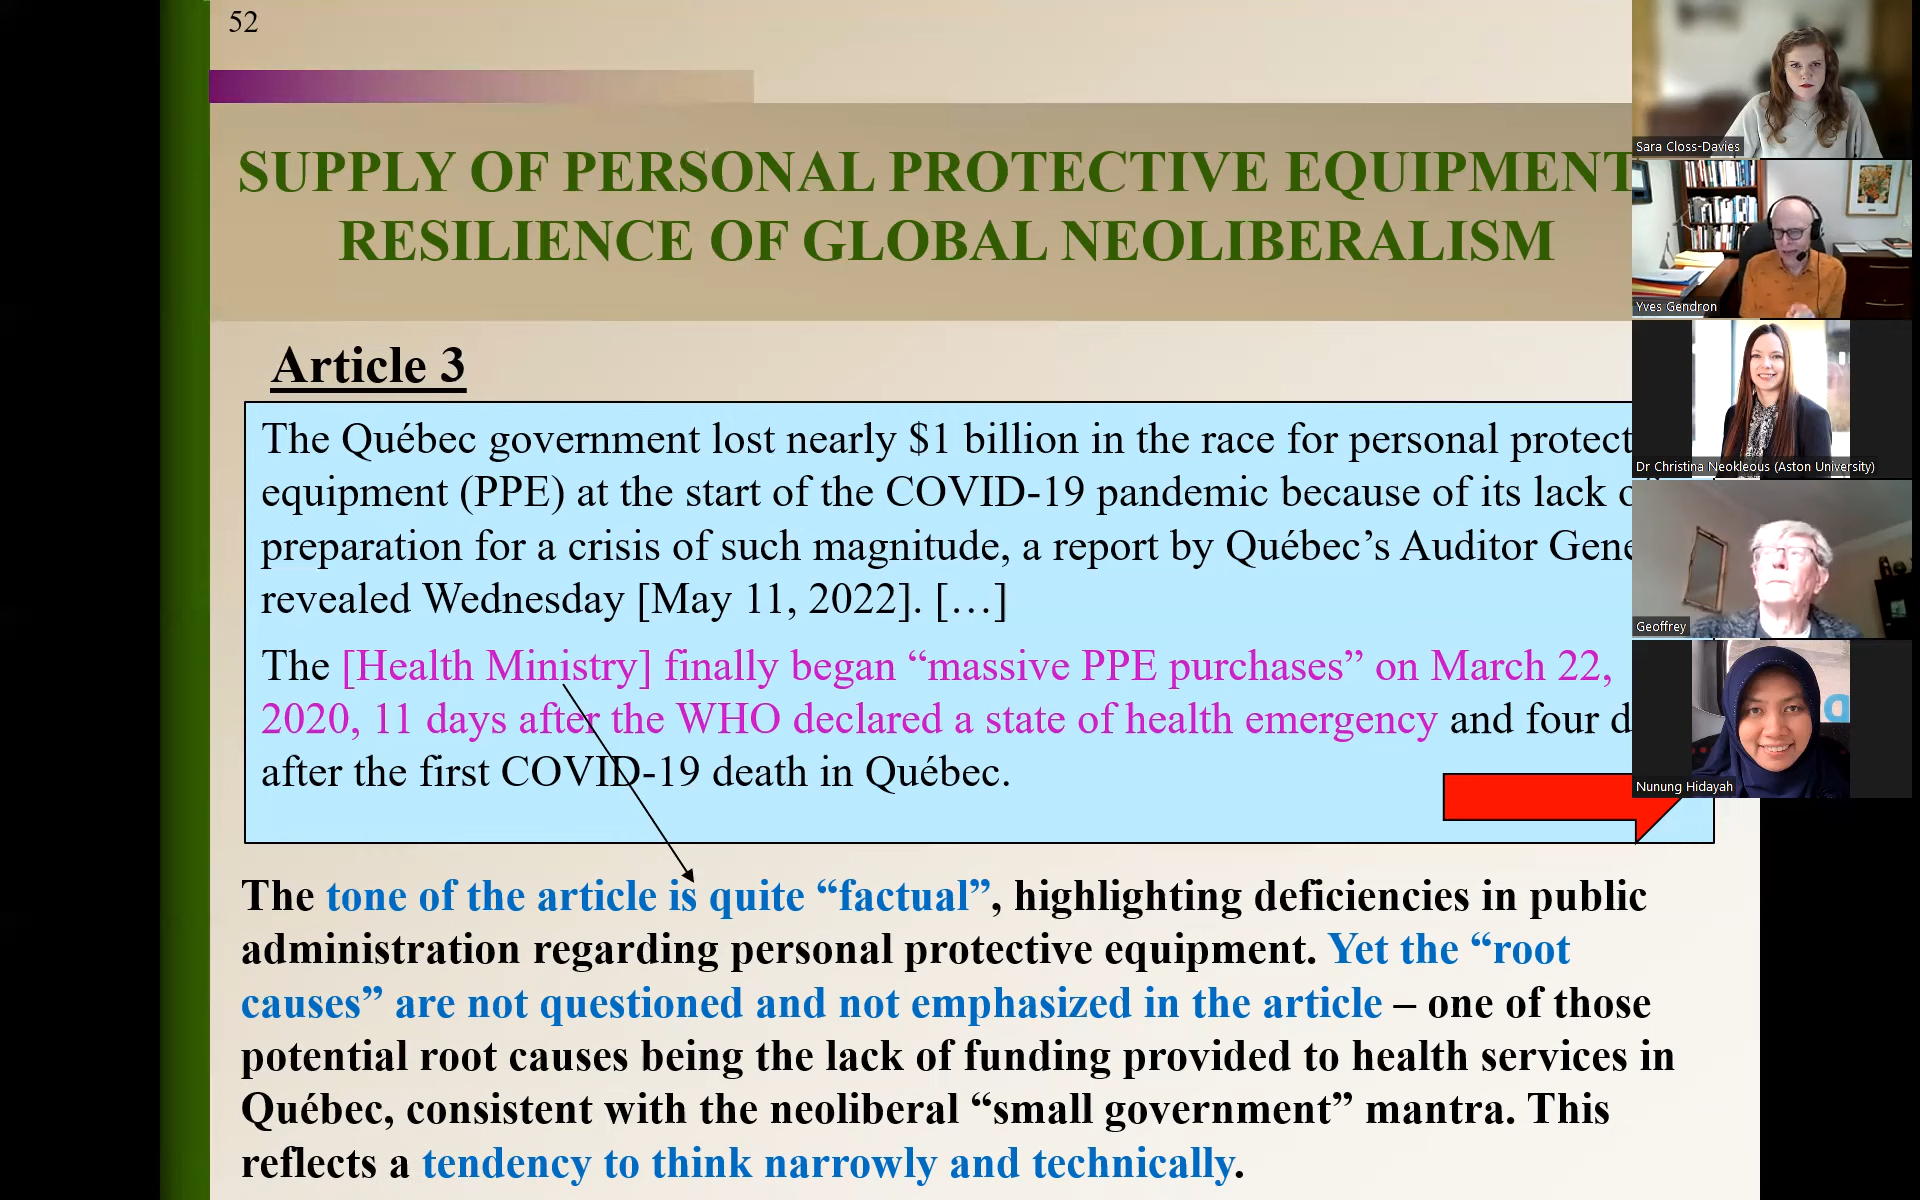 52
SUPPLY OF PERSONAL PROTECTIVE EQUIPMENT
RESILIENCE OF GLOBAL NEOLIBERALISM
Article 3
The Québec government lost nearly $1 billion in the race for personal protect
equipment (PPE) at the start of the COVID-19 pandemic because of its lack o
preparation for a crisis of such magnitude, a report by Québec’s Auditor Gene
revealed Wednesday [May 11, 2022]. […]
The [Health Ministry] finally began “massive PPE purchases” on March 22,
2020, 11 days after the WHO declared a state of health emergency and four d
after the first COVID-19 death in Québec.
The tone of the article is quite “factual”, highlighting deficiencies in public
administration regarding personal protective equipment. Yet the “root
causes” are not questioned and not emphasized in the article – one of those
potential root causes being the lack of funding provided to health services in
Québec, consistent with the neoliberal “small government” mantra. This
reflects a tendency to think narrowly and technically.
Sara Closs-Davies
Yves Gendron
Dr Christina Neokleous (Aston University)
Geoffrey
Nunung Hidayah